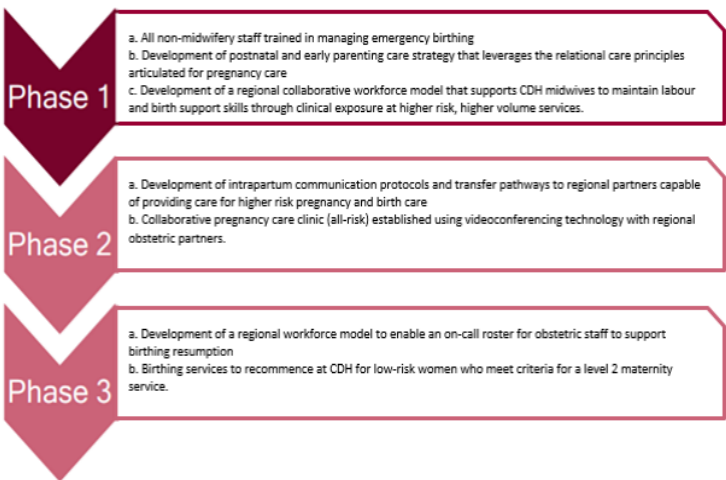 Phase 1
a. All non-midwifery staff trained in managing emergency birthing
b. Development of postnatal and early parenting care strategy that leverages the relational care principles
articulated for pregnancy care
c. Development of a regional collaborative workforce model that supports CDH midwives to maintain labour
and birth support skills through clinical exposure at higher risk, higher volume services.
Phase 2
a. Development of intrapartum communication protocols and transfer pathways to regional partners capable
of providing care for higher risk pregnancy and birth care
b. Collaborative pregnancy care clinic (all-risk) established using videoconferencing technology with regional
obstetric partners.
Phase 3
a. Development of a regional workforce model to enable an on-call roster for obstetric staff to support
birthing resumption
b. Birthing services to recommence at CDH for low-risk women who meet criteria for a level 2 maternity
service.